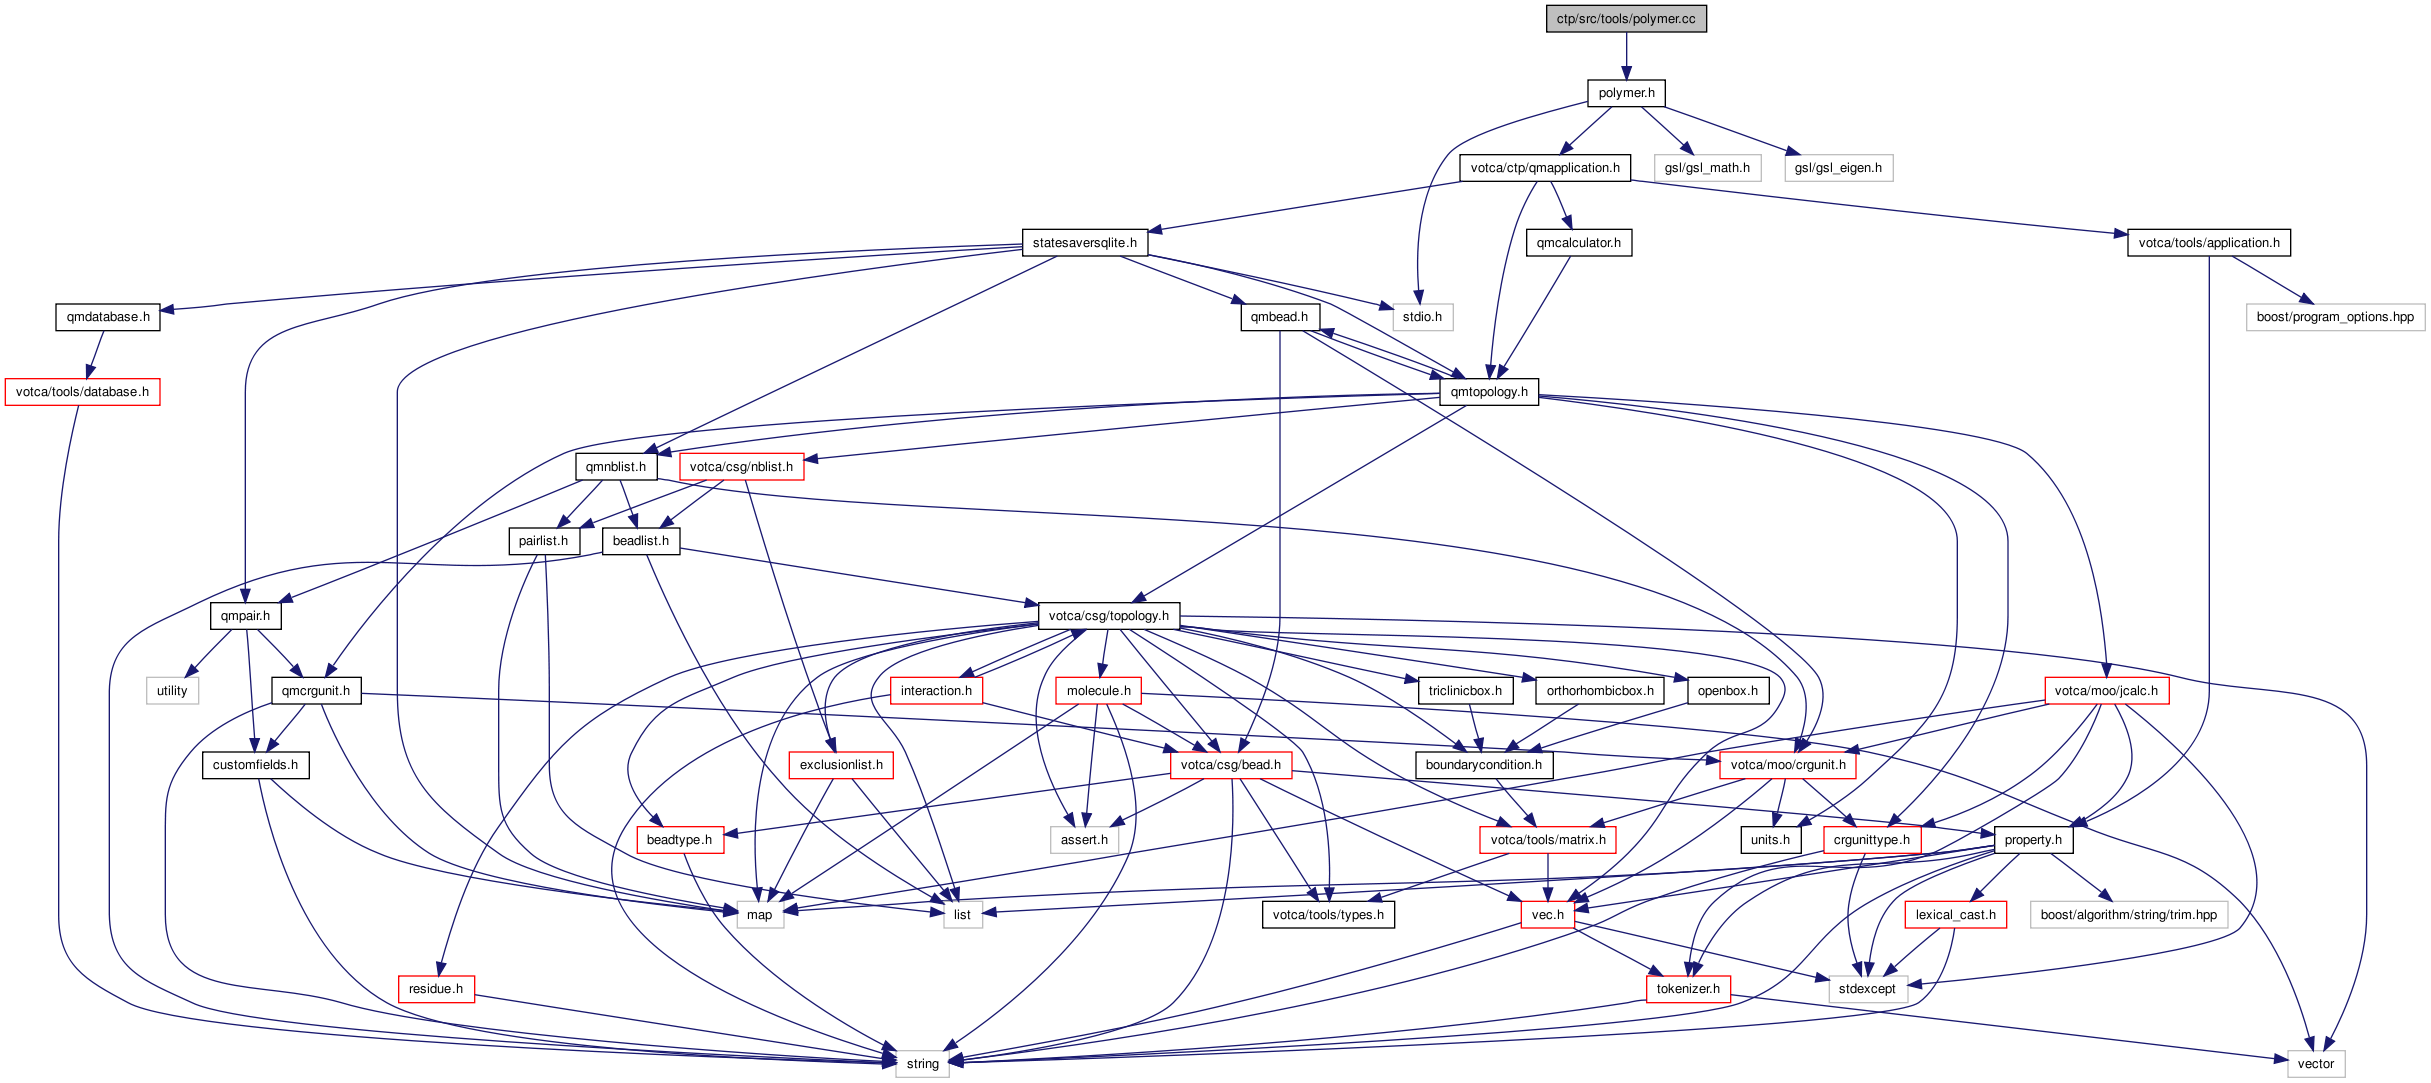 ctp/src/tools/polymer.cc
polymer.h
votca/ctp/qmapplication.h
gsl/gsl_math.h
gsl/gsl_eigen.h
statesaversqlite.h
qmcalculator.h
votca/tools/application.h
qmdatabase.h
qmbead.h
stdio.h
boost/program_options.hpp
votca/tools/database.h
qmtopology.h
qmnblist.h
votca/csg/nblist.h
pairlist.h
beadlist.h
qmpair.h
votca/csg/topology.h
utility
qmcrgunit.h
interaction.h
molecule.h
triclinicbox.h
orthorhombicbox.h
openbox.h
votca/moo/jcalc.h
customfields.h
exclusionlist.h
votca/csg/bead.h
boundarycondition.h
votca/moo/crgunit.h
beadtype.h
assert.h
votca/tools/matrix.h
units.h
crgunittype.h
property.h
map
list
votca/tools/types.h
vec.h
lexical_cast.h
boost/algorithm/string/trim.hpp
residue.h
tokenizer.h
stdexcept
string
vector